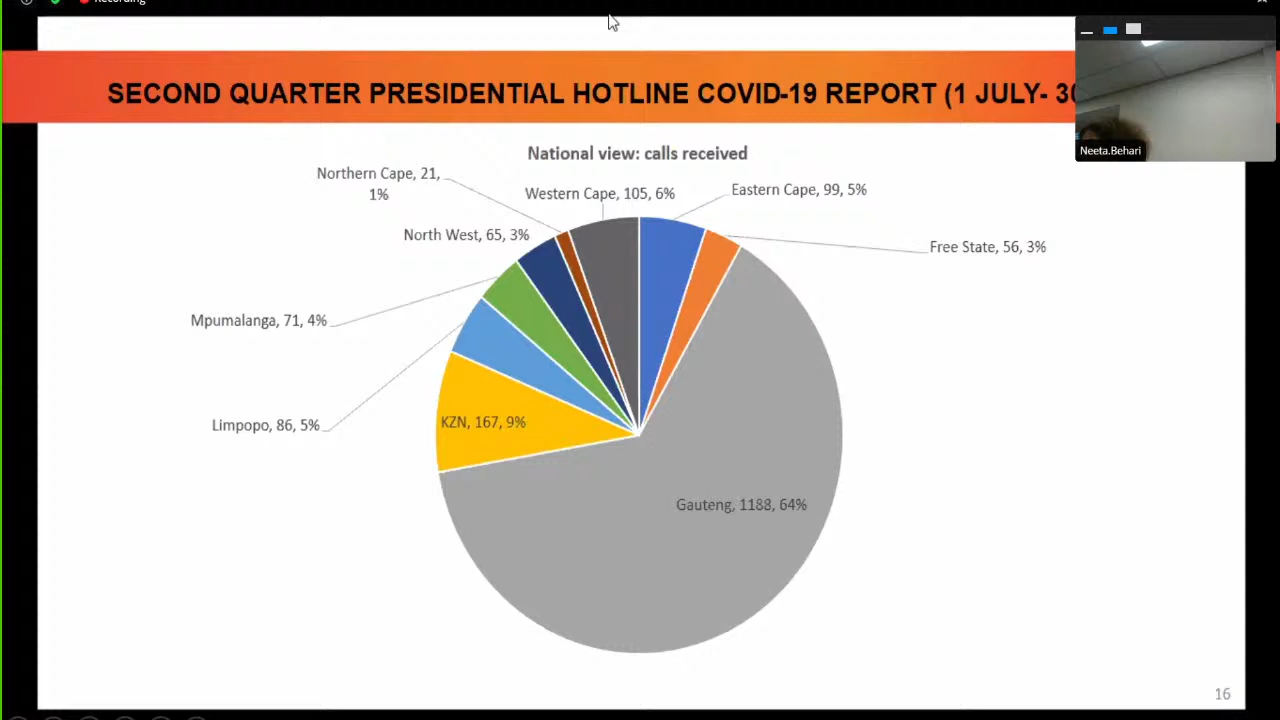 Recording
SECOND QUARTER PRESIDENTIAL HOTLINE COVID-19 REPORT (1 JULY- 30
Neeta.Behari
National view: calls received
Northern Cape, 21,
1%
Western Cape, 105, 6%
Eastern Cape, 99, 5%
North West, 65, 3%
Free State, 56, 3%
Mpumalanga, 71, 4%
Limpopo, 86, 5%
KZN, 167, 9%
Gauteng, 1188, 64%
16